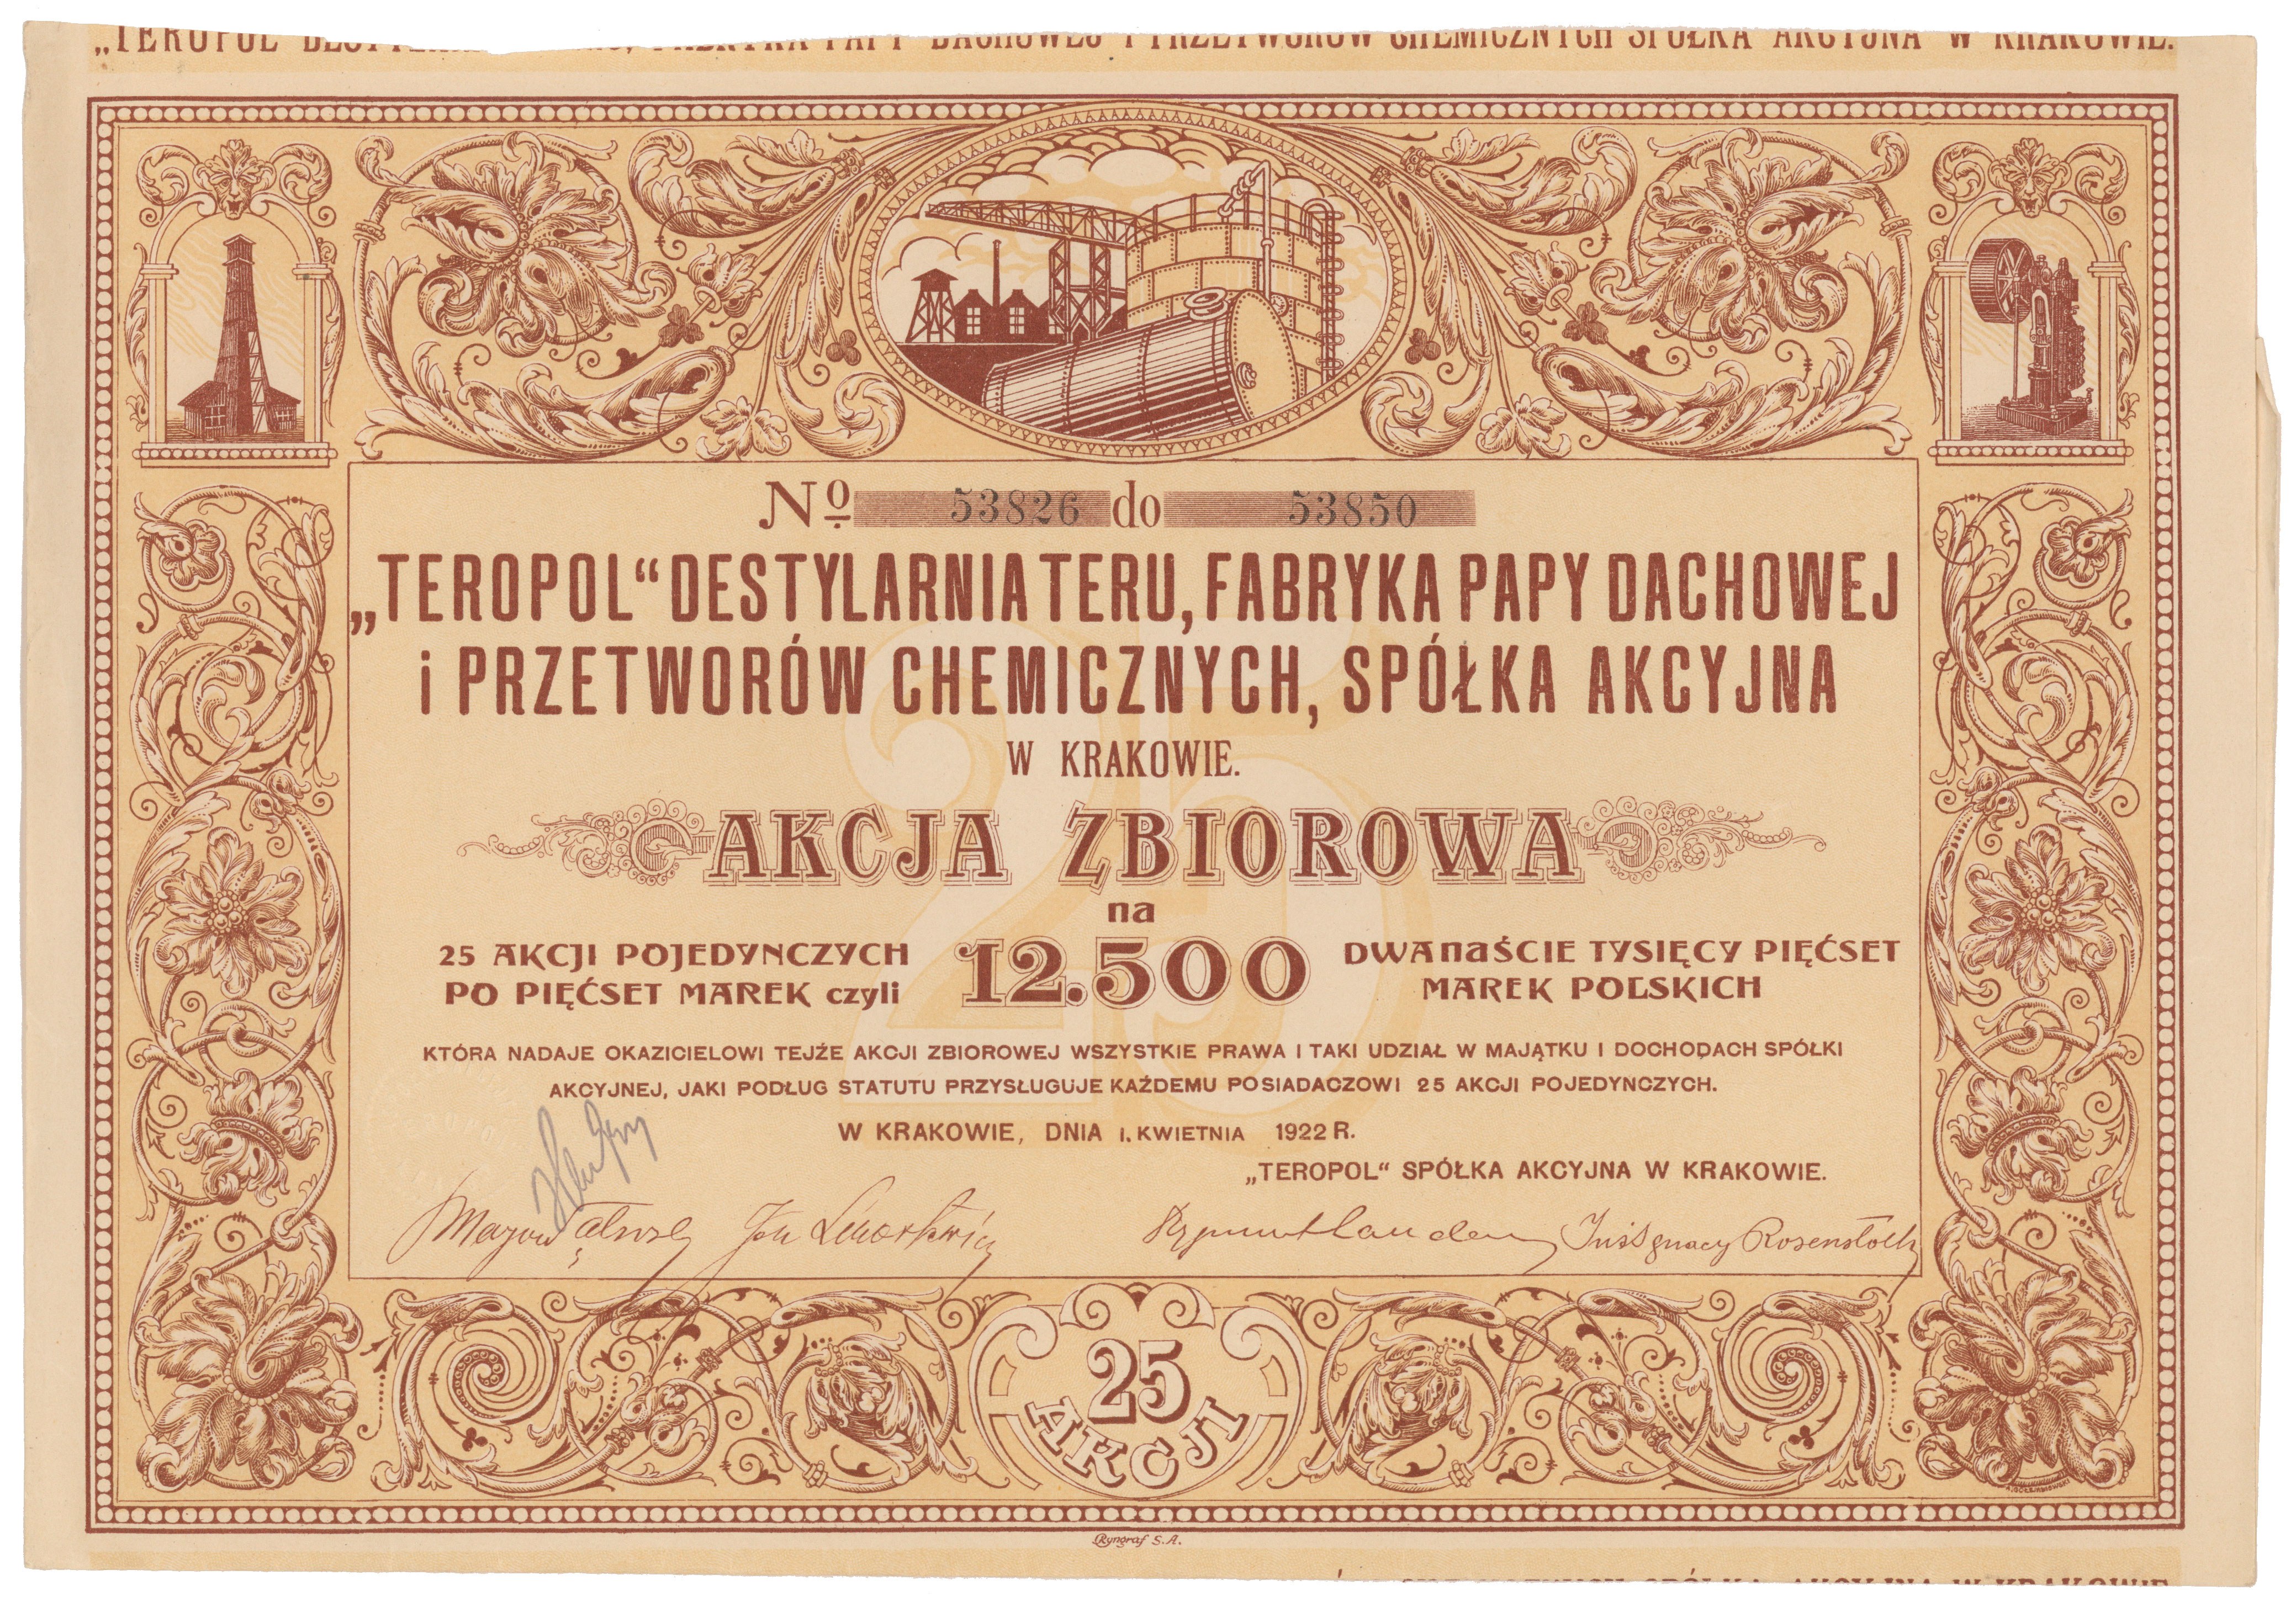 „TEROPOL FABRYKA PAPY DACHOWEJ i PRZETWORÓW CHEMICZNYCH SPÓŁKA AKCYJNA W KRAKOWIE.
Nº 53826 do 53850
„TEROPOL“ DESTYLARNIA TERU, FABRYKA PAPY DACHOWEJ
i PRZETWORÓW CHEMICZNYCH, SPÓŁKA AKCYJNA
W KRAKOWIE.
AKCJA ZBIOROWA
na
25 AKCJI POJEDYNCZYCH
PO PIĘĆSET MAREK czyli
12.500
DWANAŚCIE TYSIĘCY PIĘĆSET
MAREK POLSKICH
KTÓRA NADAJE OKAZICIELOWI TEJŻE AKCJI ZBIOROWEJ WSZYSTKIE PRAWA I TAKI UDZIAŁ W MAJĄTKU I DOCHODACH SPÓŁKI
AKCYJNEJ, JAKI PODŁUG STATUTU PRZYSŁUGUJE KAŻDEMU POSIADACZOWI 25 AKCJI POJEDYNCZYCH.
W KRAKOWIE, DNIA 1. KWIETNIA 1922 R.
„TEROPOL“ SPÓŁKA AKCYJNA W KRAKOWIE.
Ignacy Rosenstock
25
AKCJI
Ryngraf S.A.
SPÓŁKA AKCYJNA W KRAKOWIE